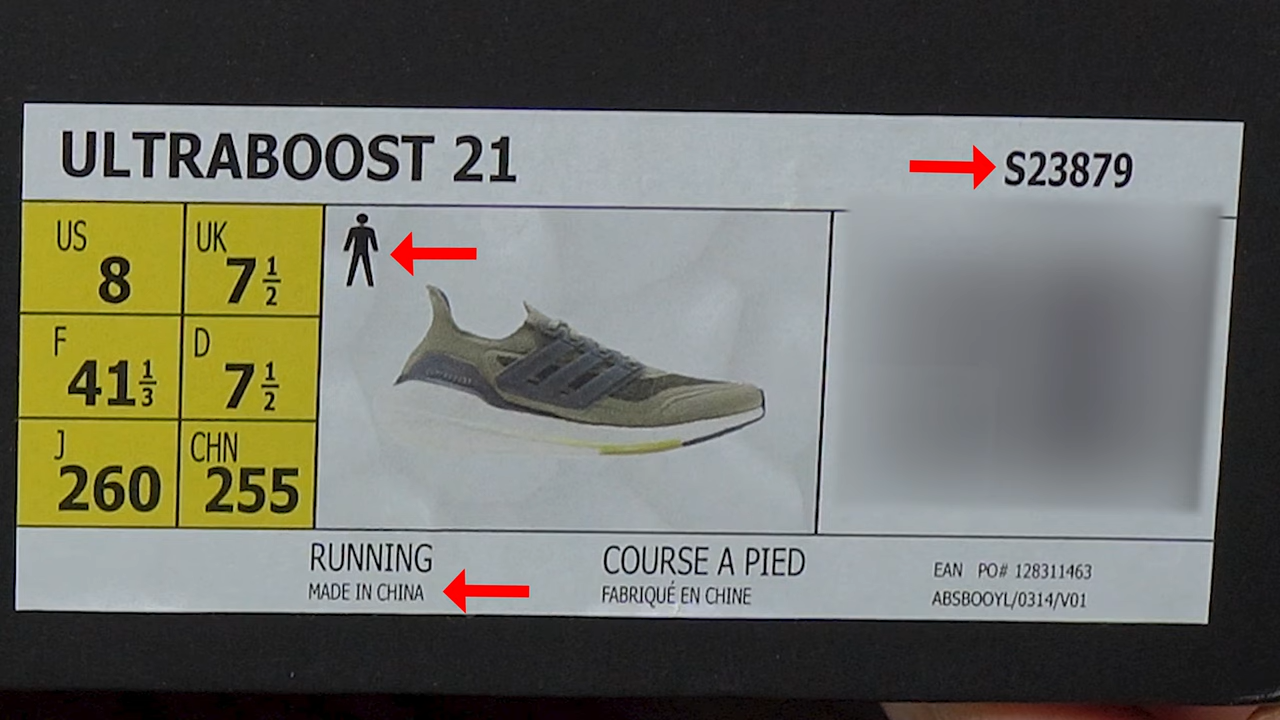 ULTRABOOST 21
S23879
US
8
UK
7 1/2
F
41 1/3
D
7 1/2
J
260
CHN
255
RUNNING
MADE IN CHINA
COURSE A PIED
FABRIQUÉ EN CHINE
EAN PO# 128311463
ABSBOOYL/0314/V01